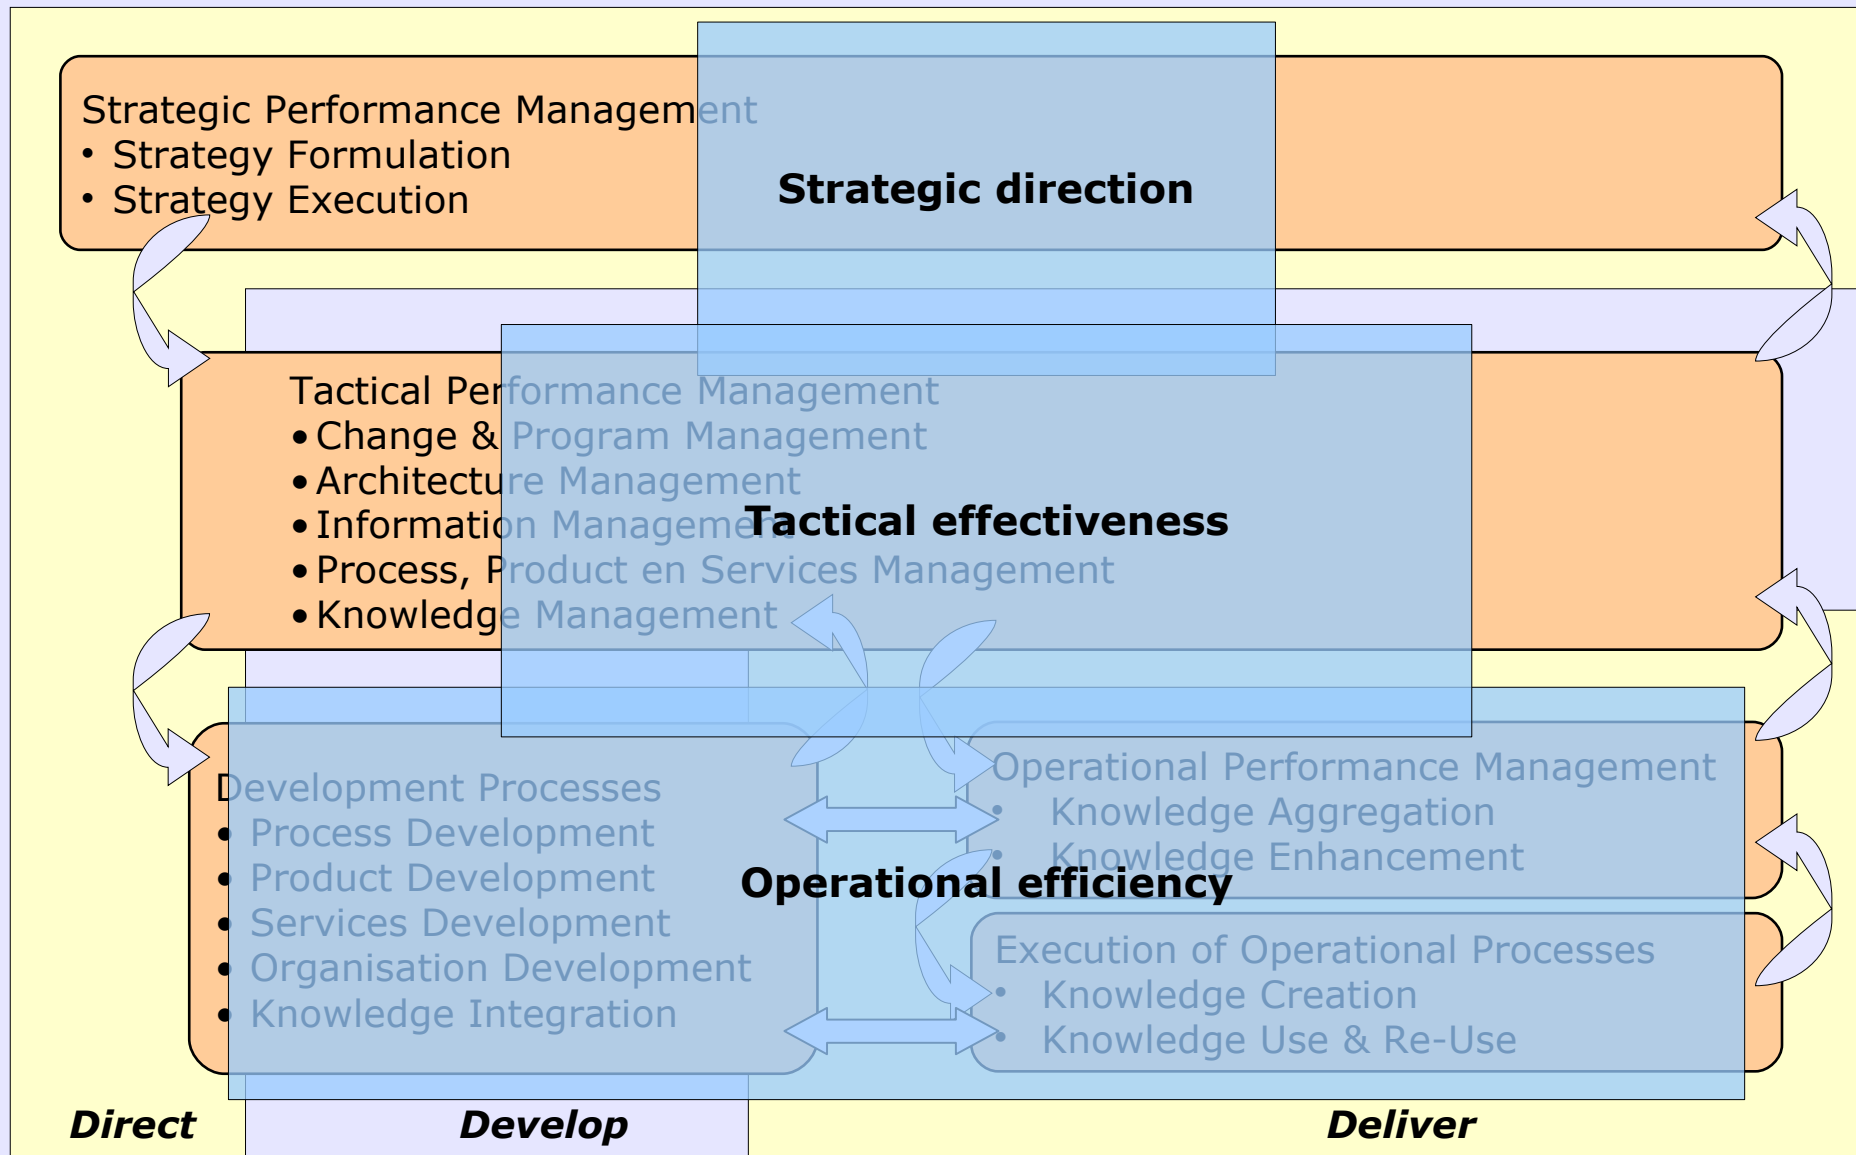 Strategic Performance Management
• Strategy Formulation
• Strategy Execution
Strategic direction
Tactical Performance Management
• Change & Program Management
• Architecture Management
• Information Management
Tactical effectiveness
• Process, Product en Services Management
• Knowledge Management
Development Processes
• Process Development
• Product Development
• Services Development
• Organisation Development
• Knowledge Integration
Operational Performance Management
• Knowledge Aggregation
• Knowledge Enhancement
Operational efficiency
Execution of Operational Processes
• Knowledge Creation
• Knowledge Use & Re-Use
Direct
Develop
Deliver